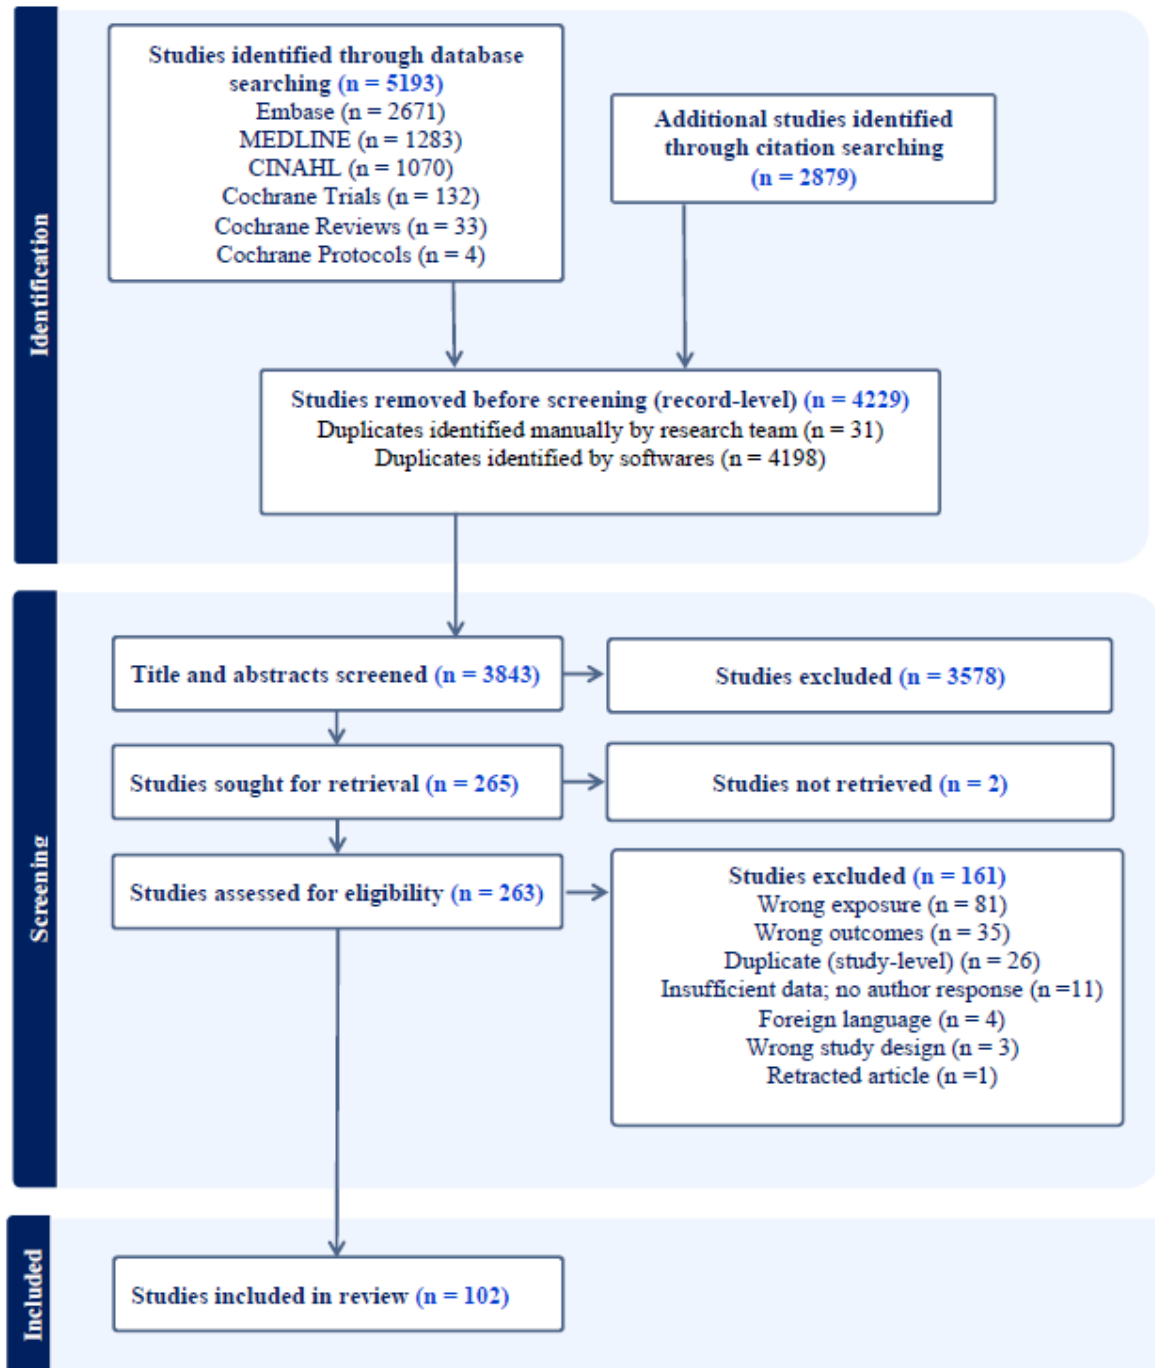 Identification
Studies identified through database
searching (n = 5193)
Embase (n = 2671)
MEDLINE (n = 1283)
CINAHL (n = 1070)
Cochrane Trials (n = 132)
Cochrane Reviews (n = 33)
Cochrane Protocols (n = 4)
Additional studies identified
through citation searching
(n = 2879)
Studies removed before screening (record-level) (n = 4229)
Duplicates identified manually by research team (n = 31)
Duplicates identified by softwares (n = 4198)
Screening
Title and abstracts screened (n = 3843)
Studies excluded (n = 3578)
Studies sought for retrieval (n = 265)
Studies not retrieved (n = 2)
Studies assessed for eligibility (n = 263)
Studies excluded (n = 161)
Wrong exposure (n = 81)
Wrong outcomes (n = 35)
Duplicate (study-level) (n = 26)
Insufficient data; no author response (n =11)
Foreign language (n = 4)
Wrong study design (n = 3)
Retracted article (n =1)
Included
Studies included in review (n = 102)